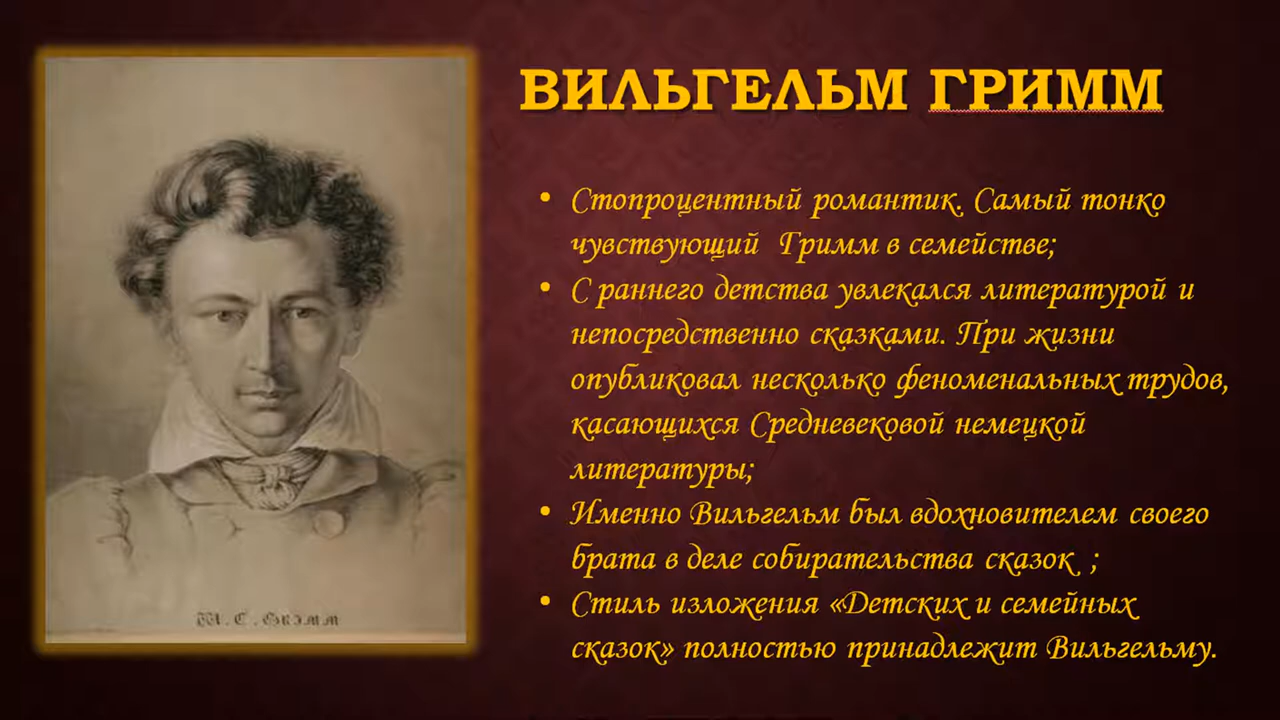 ВИЛЬГЕЛЬМ ГРИММ
• Стопроцентный романтик. Самый тонко
чувствующий Гримм в семействе;
• С раннего детства увлекался литературой и
непосредственно сказками. При жизни
опубликовал несколько феноменальных трудов,
касающихся Средневековой немецкой
литературы;
• Именно Вильгельм был вдохновителем своего
брата в деле собирательства сказок ;
• Стиль изложения «Детских и семейных
сказок» полностью принадлежит Вильгельму.
W. C. GRIMM